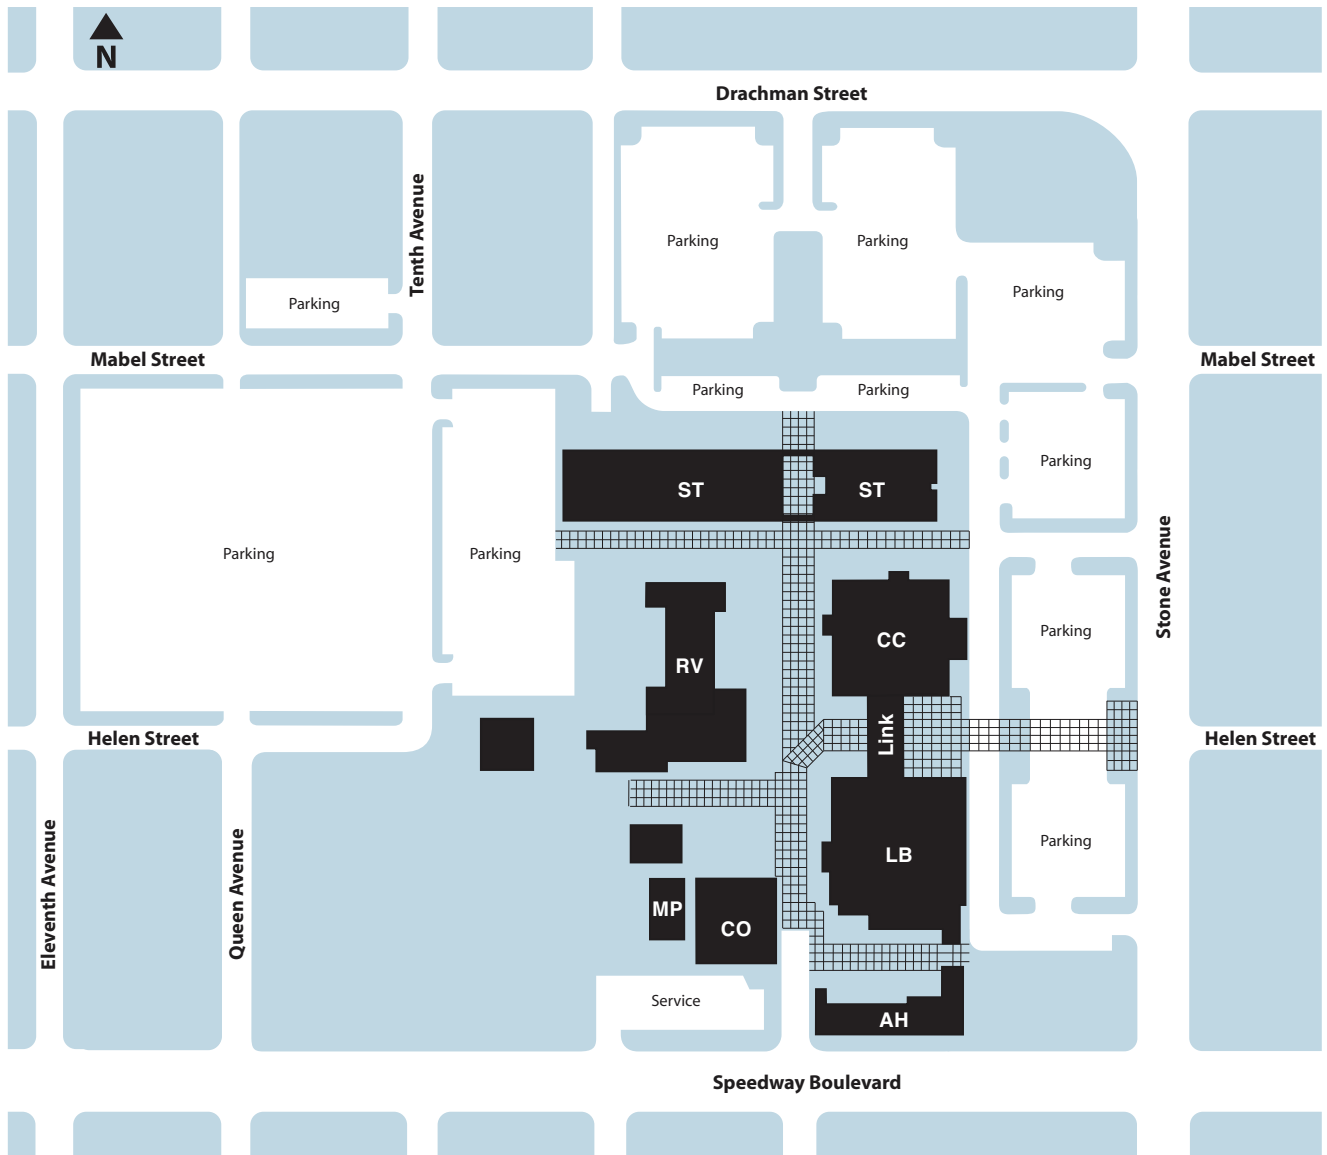 N
Drachman Street
Tenth Avenue
Parking
Parking
Parking
Parking
Mabel Street
Mabel Street
Parking
Parking
Parking
ST
ST
Parking
Parking
Stone Avenue
RV
CC
Parking
Link
Helen Street
Helen Street
Parking
LB
Eleventh Avenue
Queen Avenue
MP
CO
Service
AH
Speedway Boulevard